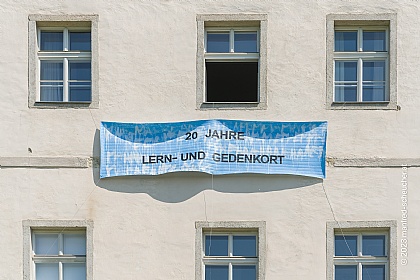 20 JAHRE
LERN- UND GEDENKORT